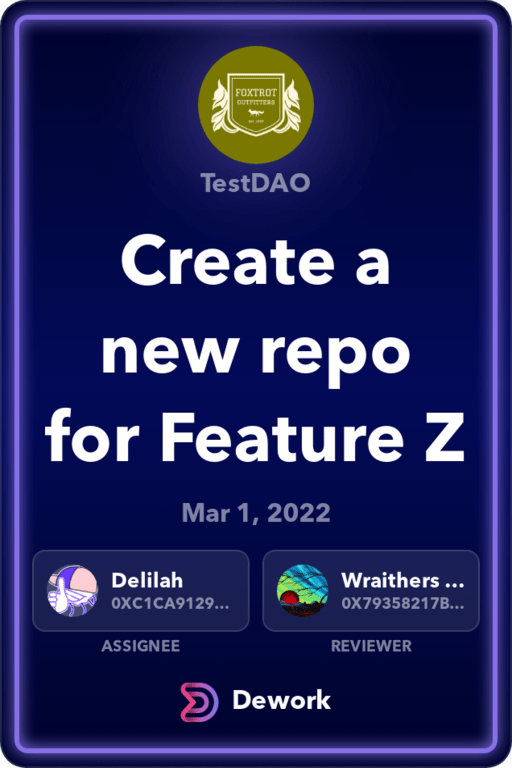 FOXTROT
OUTFITTERS
TestDAO
Create a
new repo
for Feature Z
Mar 1, 2022
Delilah
0XC1CA9129...
ASSIGNEE
Wraithers ...
0X79358217B...
REVIEWER
Dework